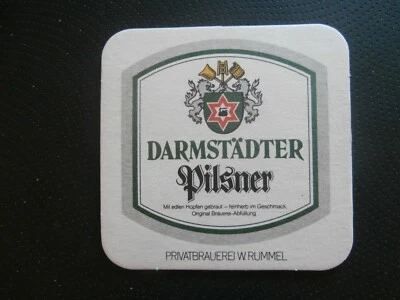 DARMSTÄDTER
Pilsner
Mit edlen Hopfen gebraut – feinherb im Geschmack.
Original Brauerei-Abfüllung
PRIVATBRAUEREI W. RUMMEL